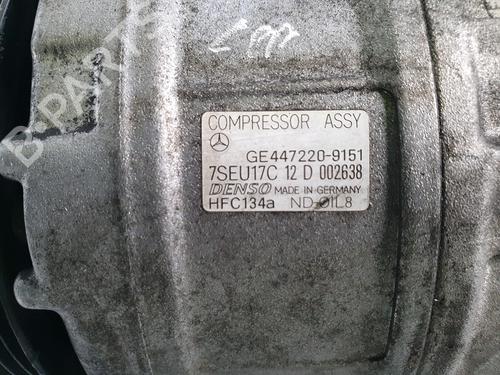 B-PARTS
COMPRESSOR ASSY
GE447220-9151
7SEU17C 12 D 002638
DENSO MADE IN GERMANY
HFC134a ND-OIL8